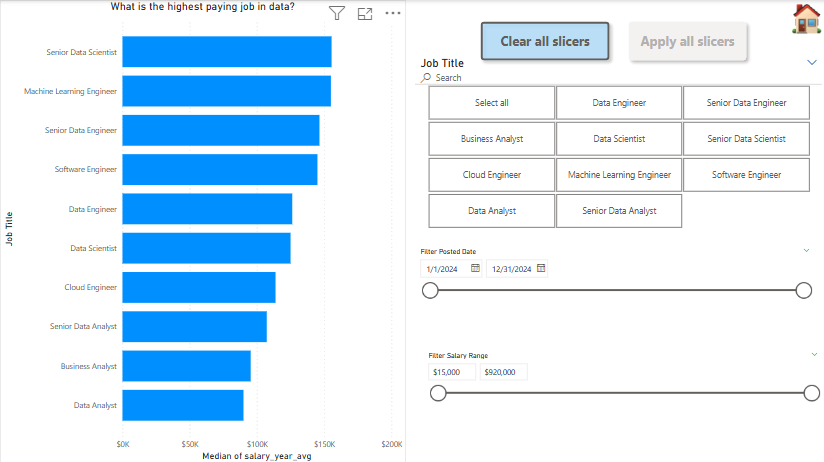 What is the highest paying job in data?
Senior Data Scientist
Machine Learning Engineer
Senior Data Engineer
Software Engineer
Data Engineer
Data Scientist
Cloud Engineer
Senior Data Analyst
Business Analyst
Data Analyst
Job Title
$0K $50K $100K $150K $200K
Median of salary_year_avg
Clear all slicers
Apply all slicers
Job Title
Search
Select all Data Engineer Senior Data Engineer
Business Analyst Data Scientist Senior Data Scientist
Cloud Engineer Machine Learning Engineer Software Engineer
Data Analyst Senior Data Analyst
Filter Posted Date
1/1/2024 12/31/2024
Filter Salary Range
$15,000 $920,000